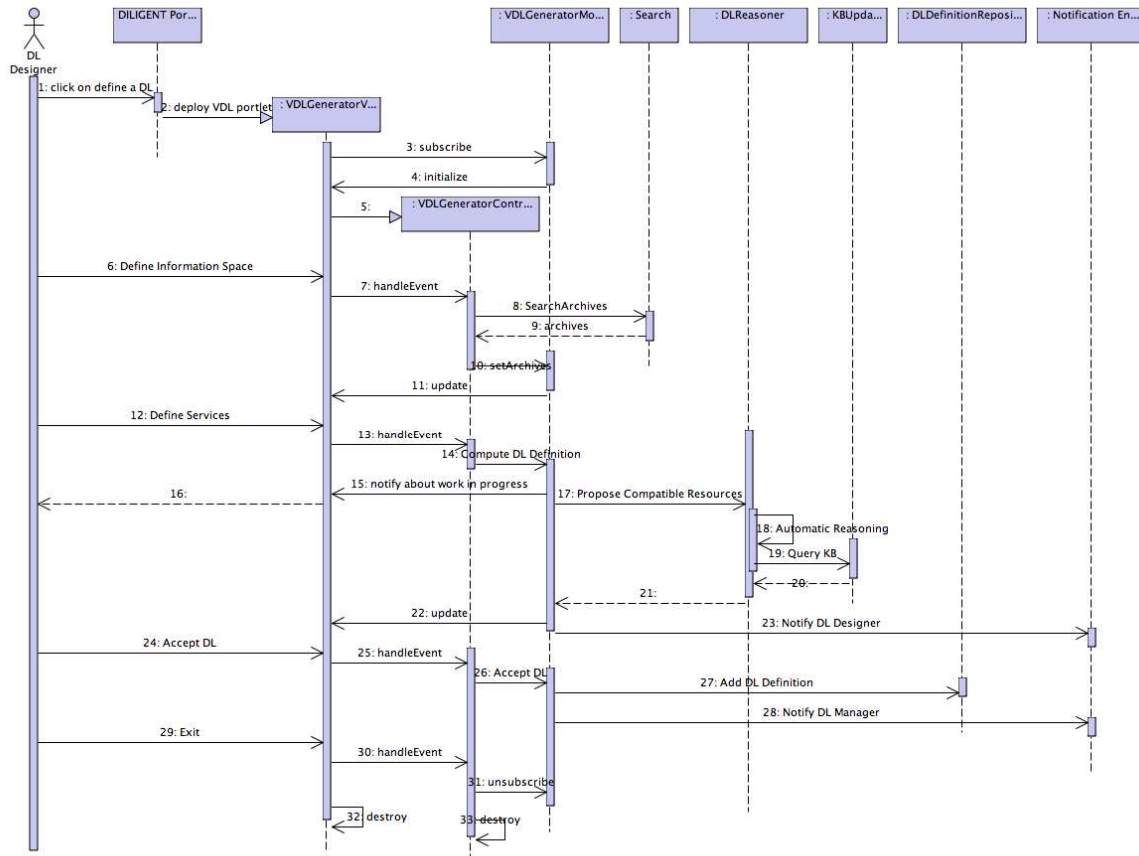 DILIGENT Por...
: VDLGeneratorMo...
: Search
: DLReasoner
: KBUpda...
: DLDefinitionReposi...
: Notification En...
DL
Designer
1: click on define a DL
2: deploy VDL portlet
: VDLGeneratorV...
3: subscribe
4: initialize
5:
: VDLGeneratorContr...
6: Define Information Space
7: handleEvent
8: SearchArchives
9: archives
10: setArchives
11: update
12: Define Services
13: handleEvent
14: Compute DL Definition
15: notify about work in progress
16:
17: Propose Compatible Resources
18: Automatic Reasoning
19: Query KB
20:
21:
22: update
23: Notify DL Designer
24: Accept DL
25: handleEvent
26: Accept DL
27: Add DL Definition
28: Notify DL Manager
29: Exit
30: handleEvent
31: unsubscribe
32: destroy
33: destroy